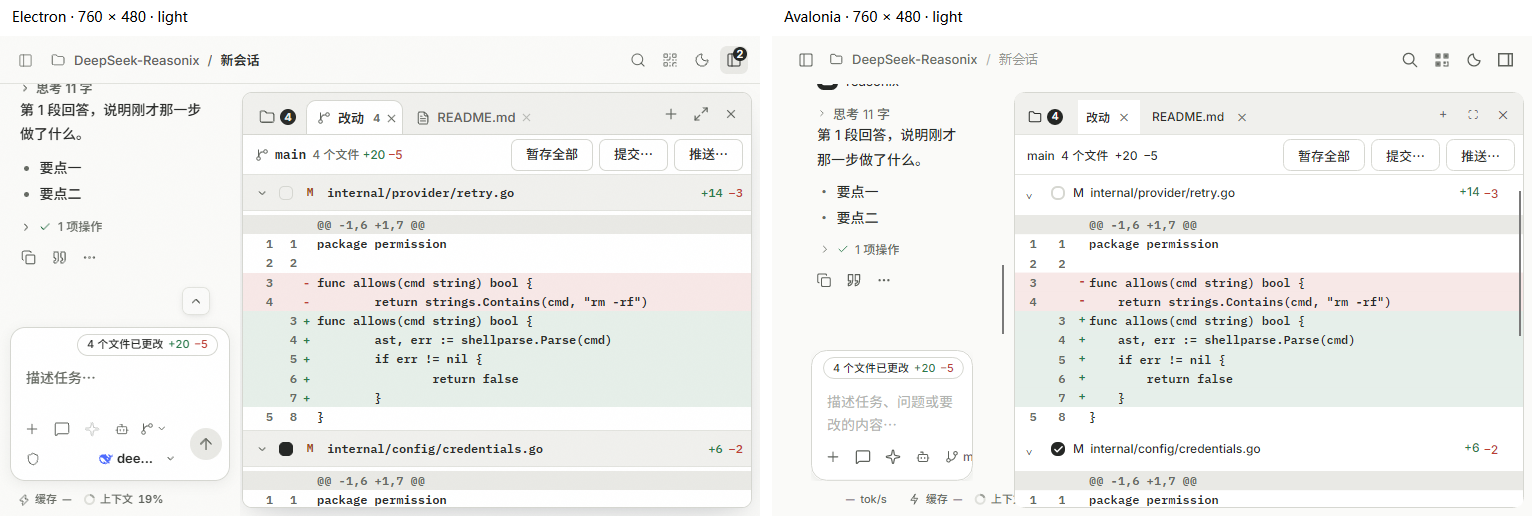 Electron · 760 × 480 · light
DeepSeek-Reasonix / 新会话
2
思考 11 字
第 1 段回答，说明刚才那一步
做了什么。
• 要点一
• 要点二
1 项操作
4 个文件已更改 +20 −5
描述任务…
dee...
缓存 — 上下文 19%
4 改动 4 × README.md ×
main 4 个文件 +20 −5 暂存全部 提交… 推送…
M internal/provider/retry.go +14 −3
@@ -1,6 +1,7 @@
1 1 package permission
2 2
3 - func allows(cmd string) bool {
4 - return strings.Contains(cmd, "rm -rf")
3 + func allows(cmd string) bool {
4 + ast, err := shellparse.Parse(cmd)
5 + if err != nil {
6 + return false
7 + }
5 8 }
M internal/config/credentials.go +6 −2
@@ -1,6 +1,7 @@
1 1 package permission
Avalonia · 760 × 480 · light
DeepSeek-Reasonix / 新会话
思考 11 字
第 1 段回答，说明刚才
那一步做了什么。
• 要点一
• 要点二
1 项操作
4 个文件已更改 +20 −5
描述任务、问题或要
改的内容…
— tok/s 缓存 — 上下
4 改动 × README.md ×
main 4 个文件 +20 −5 暂存全部 提交… 推送…
M internal/provider/retry.go +14 −3
@@ -1,6 +1,7 @@
1 1 package permission
2 2
3 - func allows(cmd string) bool {
4 - return strings.Contains(cmd, "rm -rf")
3 + func allows(cmd string) bool {
4 + ast, err := shellparse.Parse(cmd)
5 + if err != nil {
6 + return false
7 + }
5 8 }
M internal/config/credentials.go +6 −2
@@ -1,6 +1,7 @@
1 1 package permission